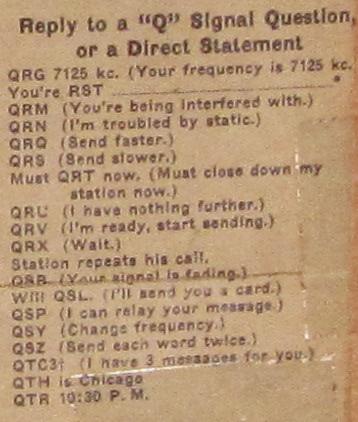 Reply to a "Q" Signal Question,
or a Direct Statement
QRG 7125 kc. (Your frequency is 7125 kc.
You're RST
QRM (You're being interfered with.)
QRN (I'm troubled by static.)
QRQ (Send faster.)
QRS (Send slower.)
Must QRT now. (Must close down my
station now.)
QRU (I have nothing further.)
QRV (I'm ready, start sending.)
QRX (Wait.)
Station repeats his call.
QSB (Your signal is fading.)
Will QSL. (I'll send you a card.)
QSP (I can relay your message.)
QSY (Change frequency.)
QSZ (Send each word twice.)
QTC3† (I have 3 messages for you.)
QTH is Chicago
QTR 10:30 P. M.